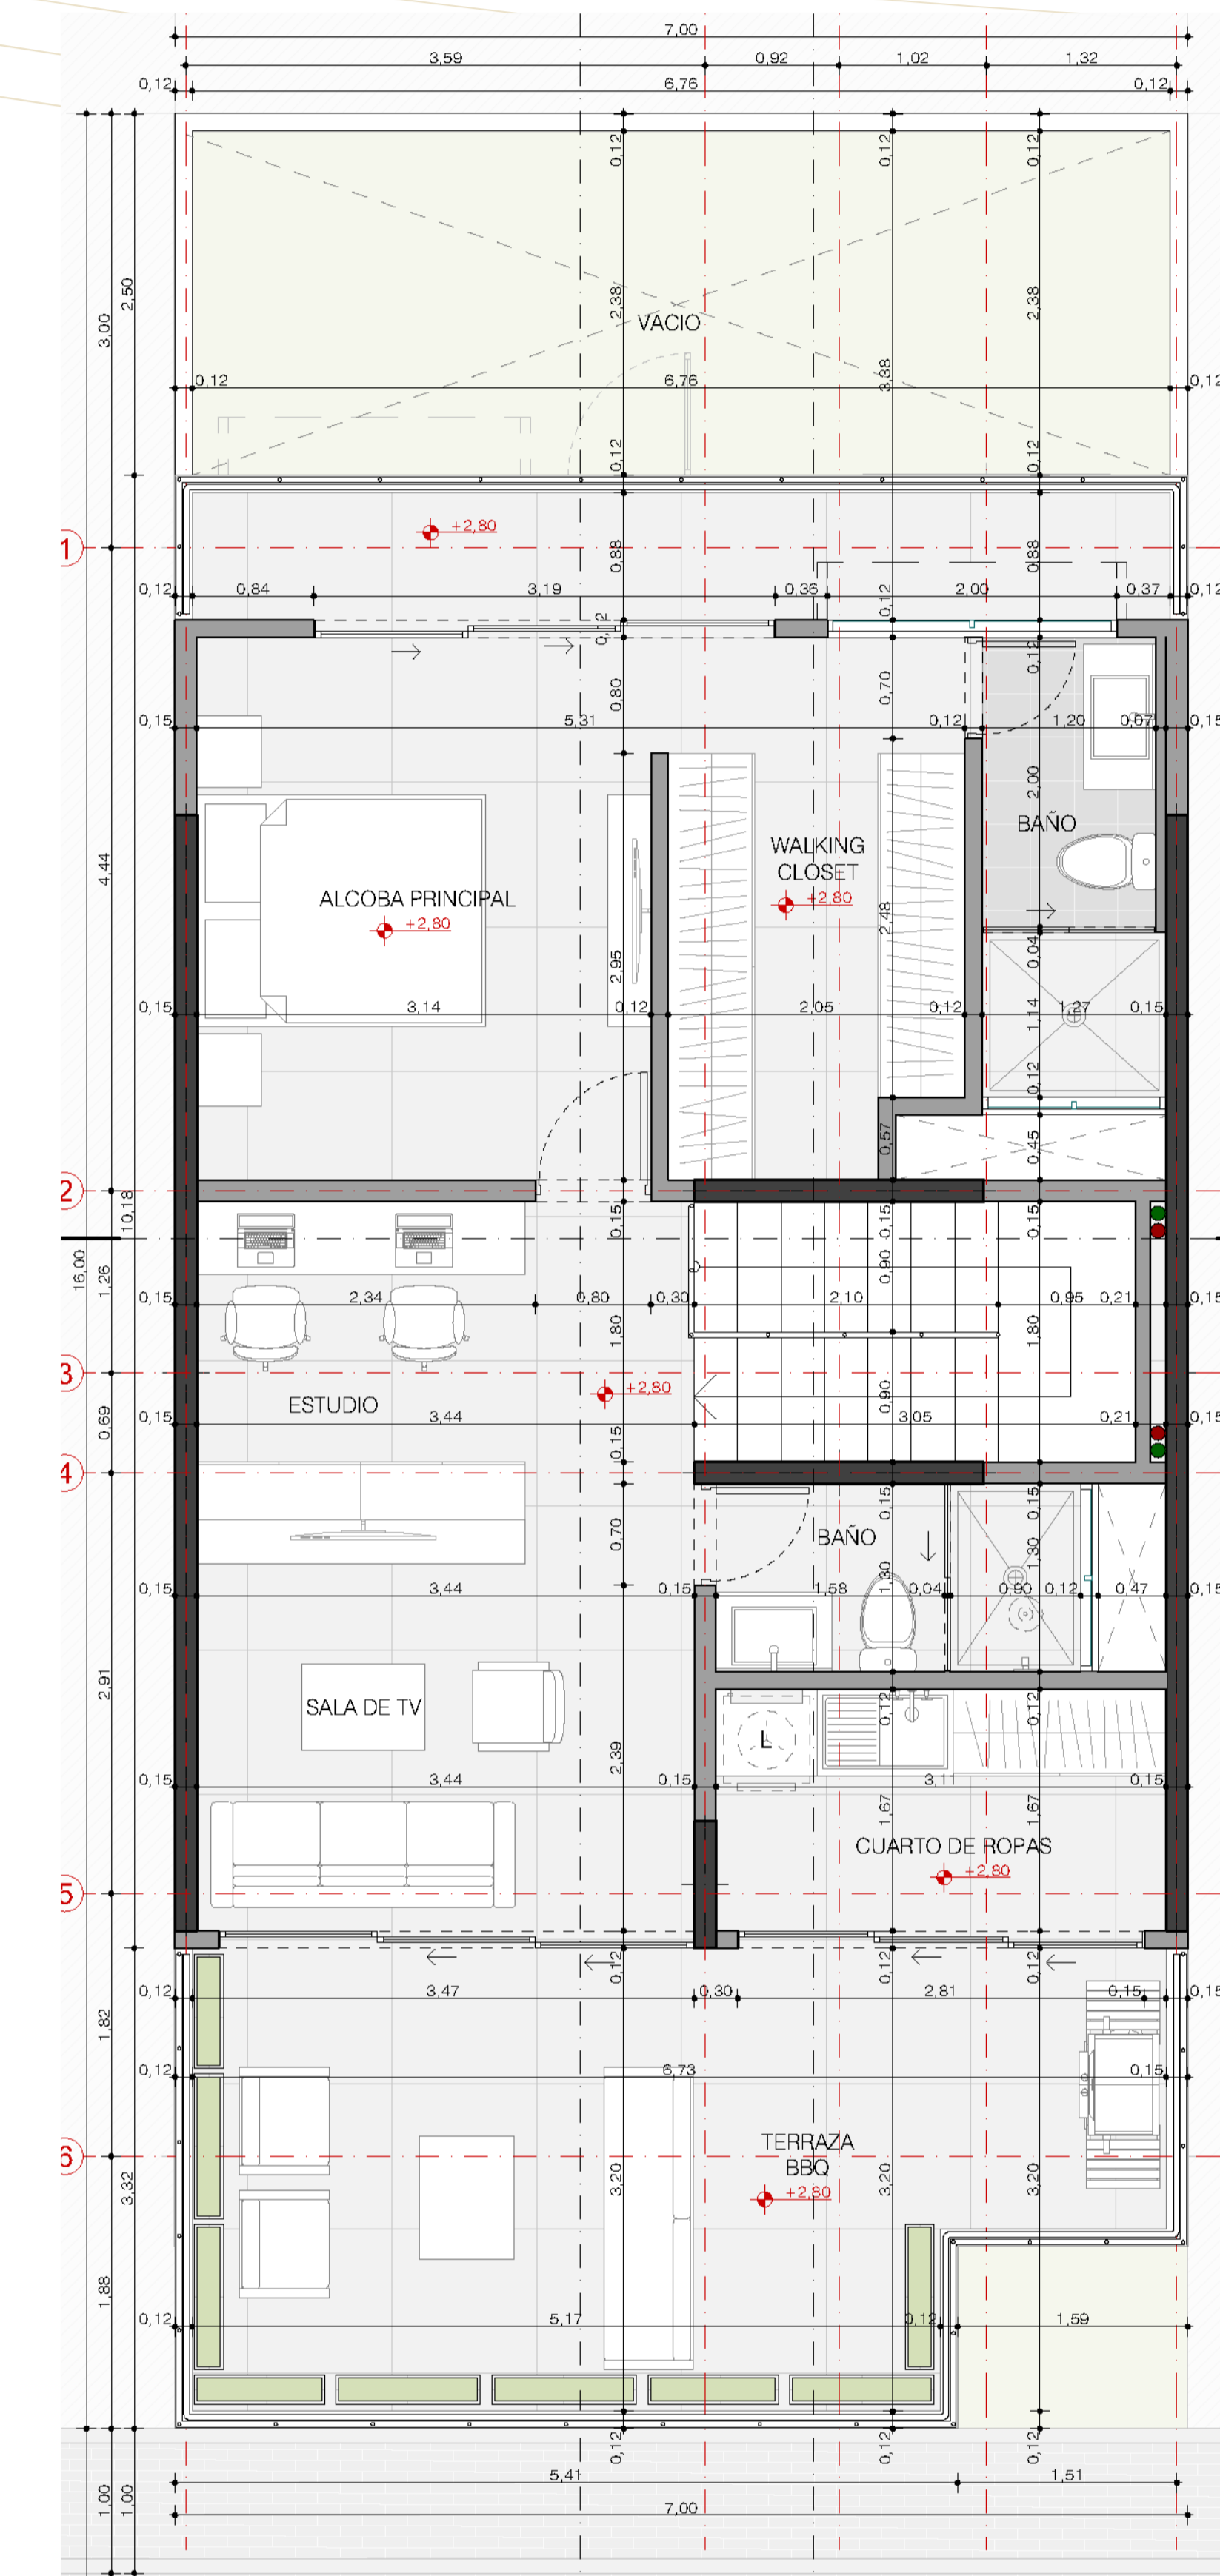 7,00
3,59 0,92 1,02 1,32
0,12 6,76 0,12
0,12 0,12 0,12
2,50
3,00
2,38 2,38
VACIO
3,38
0,12 6,76 0,12
0,12 0,12
+2,80
1
0,88 0,88
0,12 0,84 3,19 0,36 0,12 2,00 0,37 0,12
0,12
0,12
0,80 0,70
0,15 5,31 0,12 1,20 0,07 0,15
2,00
BAÑO
WALKING
CLOSET
+2,80
4,44
ALCOBA PRINCIPAL
+2,80
2,48
2,95 0,04
0,15 3,14 0,12 2,05 0,12 1,14 1,27 0,15
0,12
0,57 0,45
2
10,18
0,15 0,15 0,15
16,00
1,26
0,90
0,15 2,34 0,80 0,30 2,10 0,95 0,21 0,15
1,80 1,80
3
+2,80
0,90
ESTUDIO
0,69
0,15 3,44 3,05 0,21 0,15
0,15
4
0,15 0,15
0,70 BAÑO
1,30 1,30
0,15 3,44 0,15 1,58 0,04 0,90 0,12 0,47 0,15
2,91
SALA DE TV
0,12 0,12
L
2,39
0,15 3,44 0,15 3,11 0,15
1,67 1,67
CUARTO DE ROPAS
+2,80
5
0,12 0,12 0,12
0,12 3,47 0,30 2,81 0,15 0,15
1,82
0,12 6,73 0,15
TERRAZA
BBQ
6
3,32
3,20 3,20 3,20
+2,80
1,88
0,12 5,17 0,12 1,59
0,12 0,12 0,12
5,41 1,51
1,00 1,00
7,00